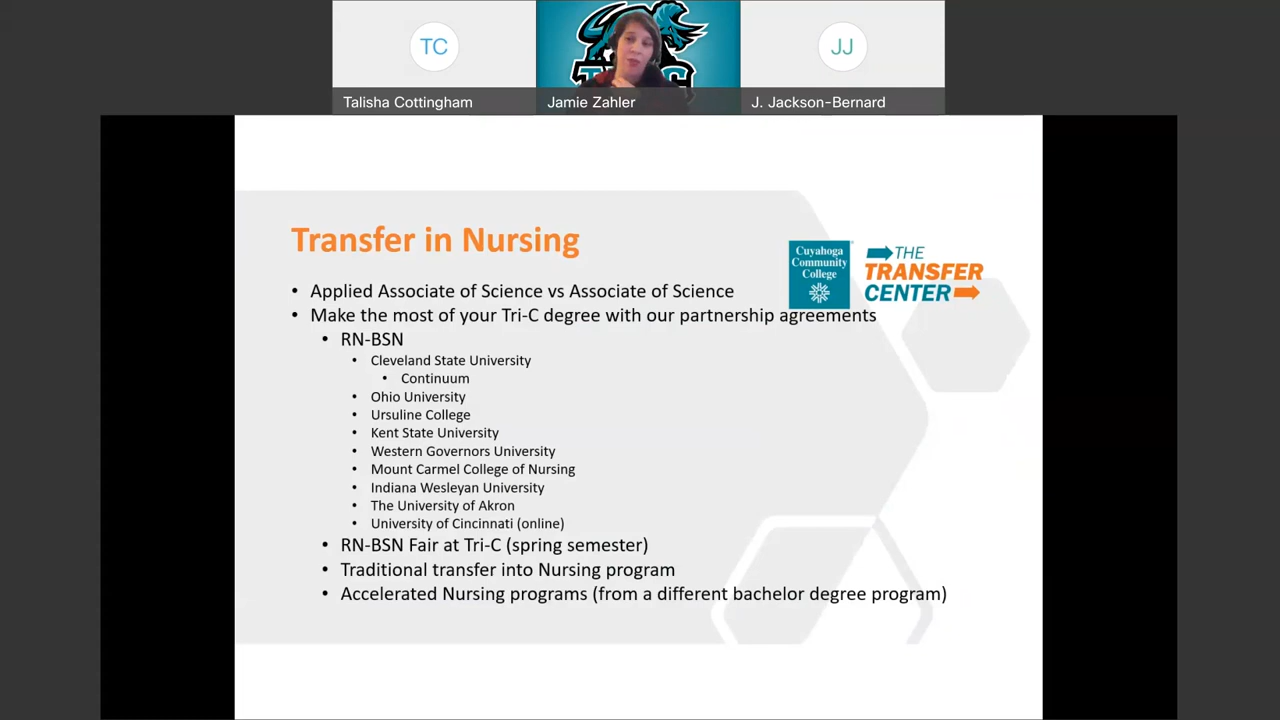 TC
JJ
Talisha Cottingham
Jamie Zahler
J. Jackson-Bernard
Transfer in Nursing
Cuyahoga
Community
College
THE
TRANSFER
CENTER
• Applied Associate of Science vs Associate of Science
• Make the most of your Tri-C degree with our partnership agreements
• RN-BSN
• Cleveland State University
• Continuum
• Ohio University
• Ursuline College
• Kent State University
• Western Governors University
• Mount Carmel College of Nursing
• Indiana Wesleyan University
• The University of Akron
• University of Cincinnati (online)
• RN-BSN Fair at Tri-C (spring semester)
• Traditional transfer into Nursing program
• Accelerated Nursing programs (from a different bachelor degree program)